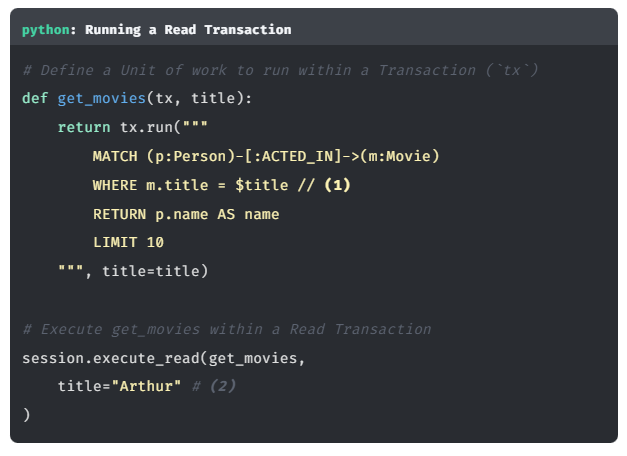 python: Running a Read Transaction
# Define a Unit of work to run within a Transaction (`tx`)
def get_movies(tx, title):
    return tx.run("""
        MATCH (p:Person)-[:ACTED_IN]->(m:Movie)
        WHERE m.title = $title // (1)
        RETURN p.name AS name
        LIMIT 10
    """, title=title)
# Execute get_movies within a Read Transaction
session.execute_read(get_movies,
    title="Arthur" # (2)
)